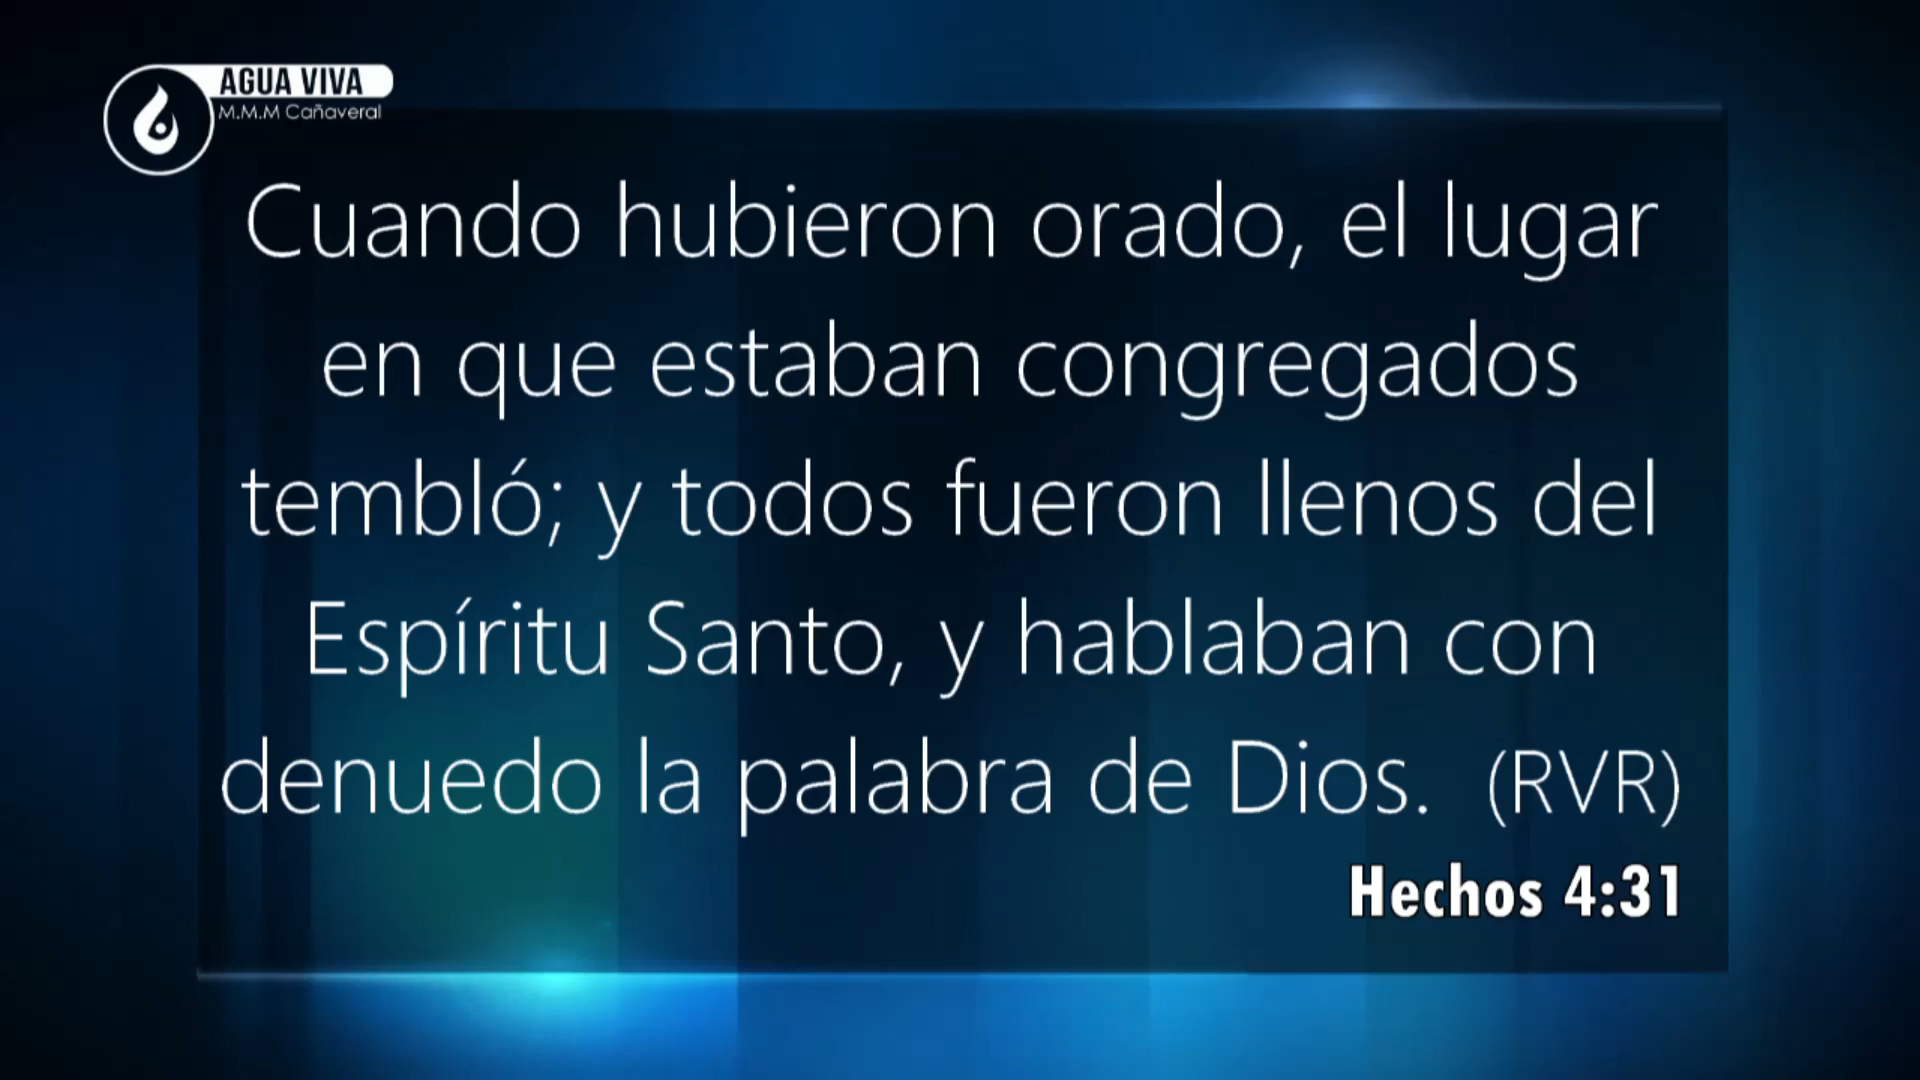 AGUA VIVA
M.M.M Cañaveral
Cuando hubieron orado, el lugar
en que estaban congregados
tembló; y todos fueron llenos del
Espíritu Santo, y hablaban con
denuedo la palabra de Dios. (RVR)
Hechos 4:31